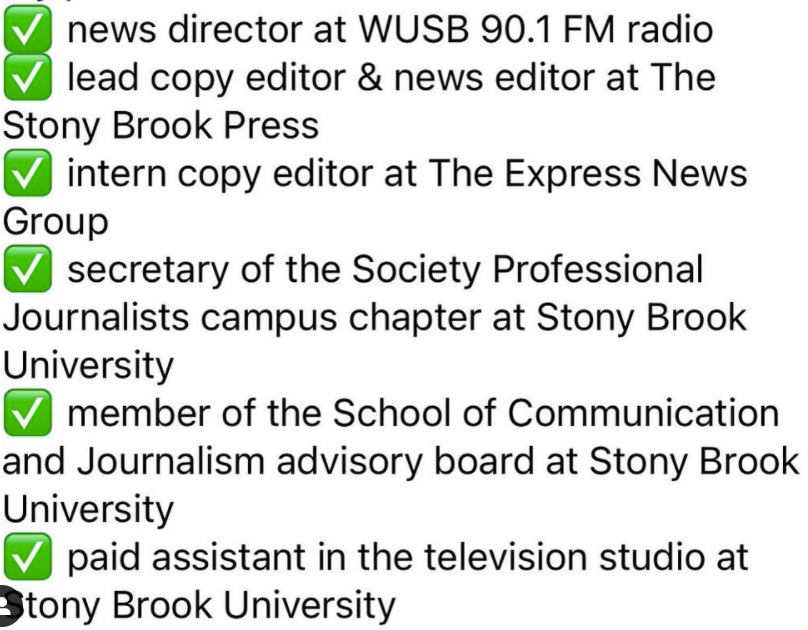 ✅ news director at WUSB 90.1 FM radio
✅ lead copy editor & news editor at The
Stony Brook Press
✅ intern copy editor at The Express News
Group
✅ secretary of the Society Professional
Journalists campus chapter at Stony Brook
University
✅ member of the School of Communication
and Journalism advisory board at Stony Brook
University
✅ paid assistant in the television studio at
Stony Brook University